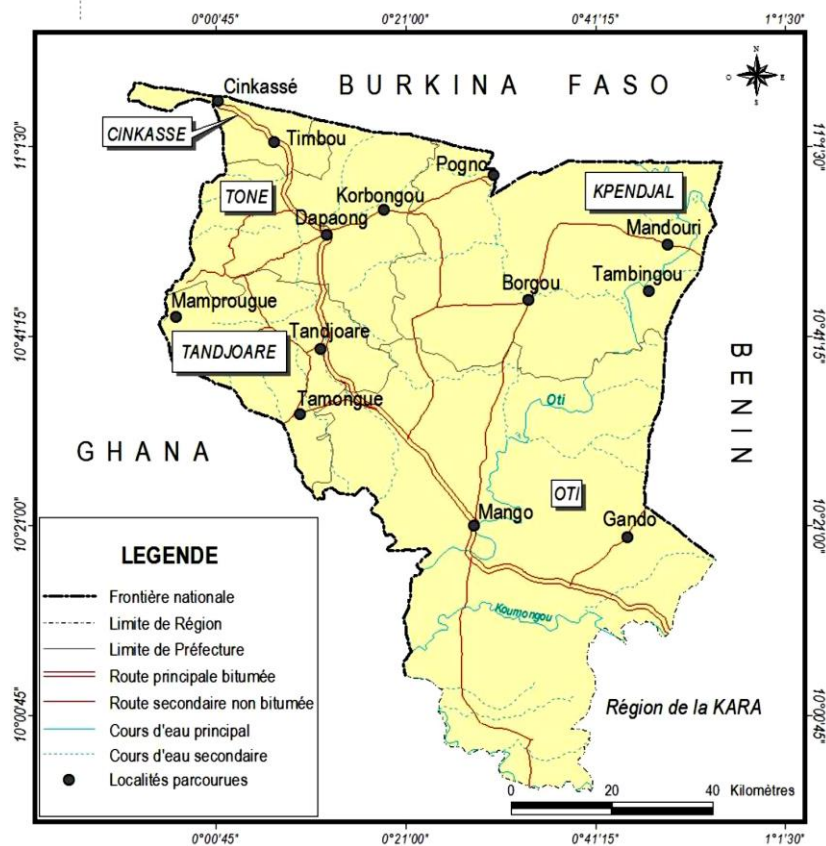 0°00'45"
0°21'00"
0°41'15"
1°1'30"
N
O
E
S
BURKINA FASO
Cinkassé
CINKASSE
Timbou
11°1'30"
11°1'30"
Pogno
TONE
Korbongou
KPENDJAL
Dapaong
Mandouri
Borgou
Tambingou
Mamprougue
10°41'15"
10°41'15"
Tandjoare
TANDJOARE
BENIN
Tamongue
Oti
GHANA
OTI
Mango
Gando
10°21'00"
10°21'00"
Koumongou
Région de la KARA
10°00'45"
10°00'45"
LEGENDE
Frontière nationale
Limite de Région
Limite de Préfecture
Route principale bitumée
Route secondaire non bitumée
Cours d'eau principal
Cours d'eau secondaire
Localités parcourues
0 20 40 Kilomètres
0°00'45"
0°21'00"
0°41'15"
1°1'30"